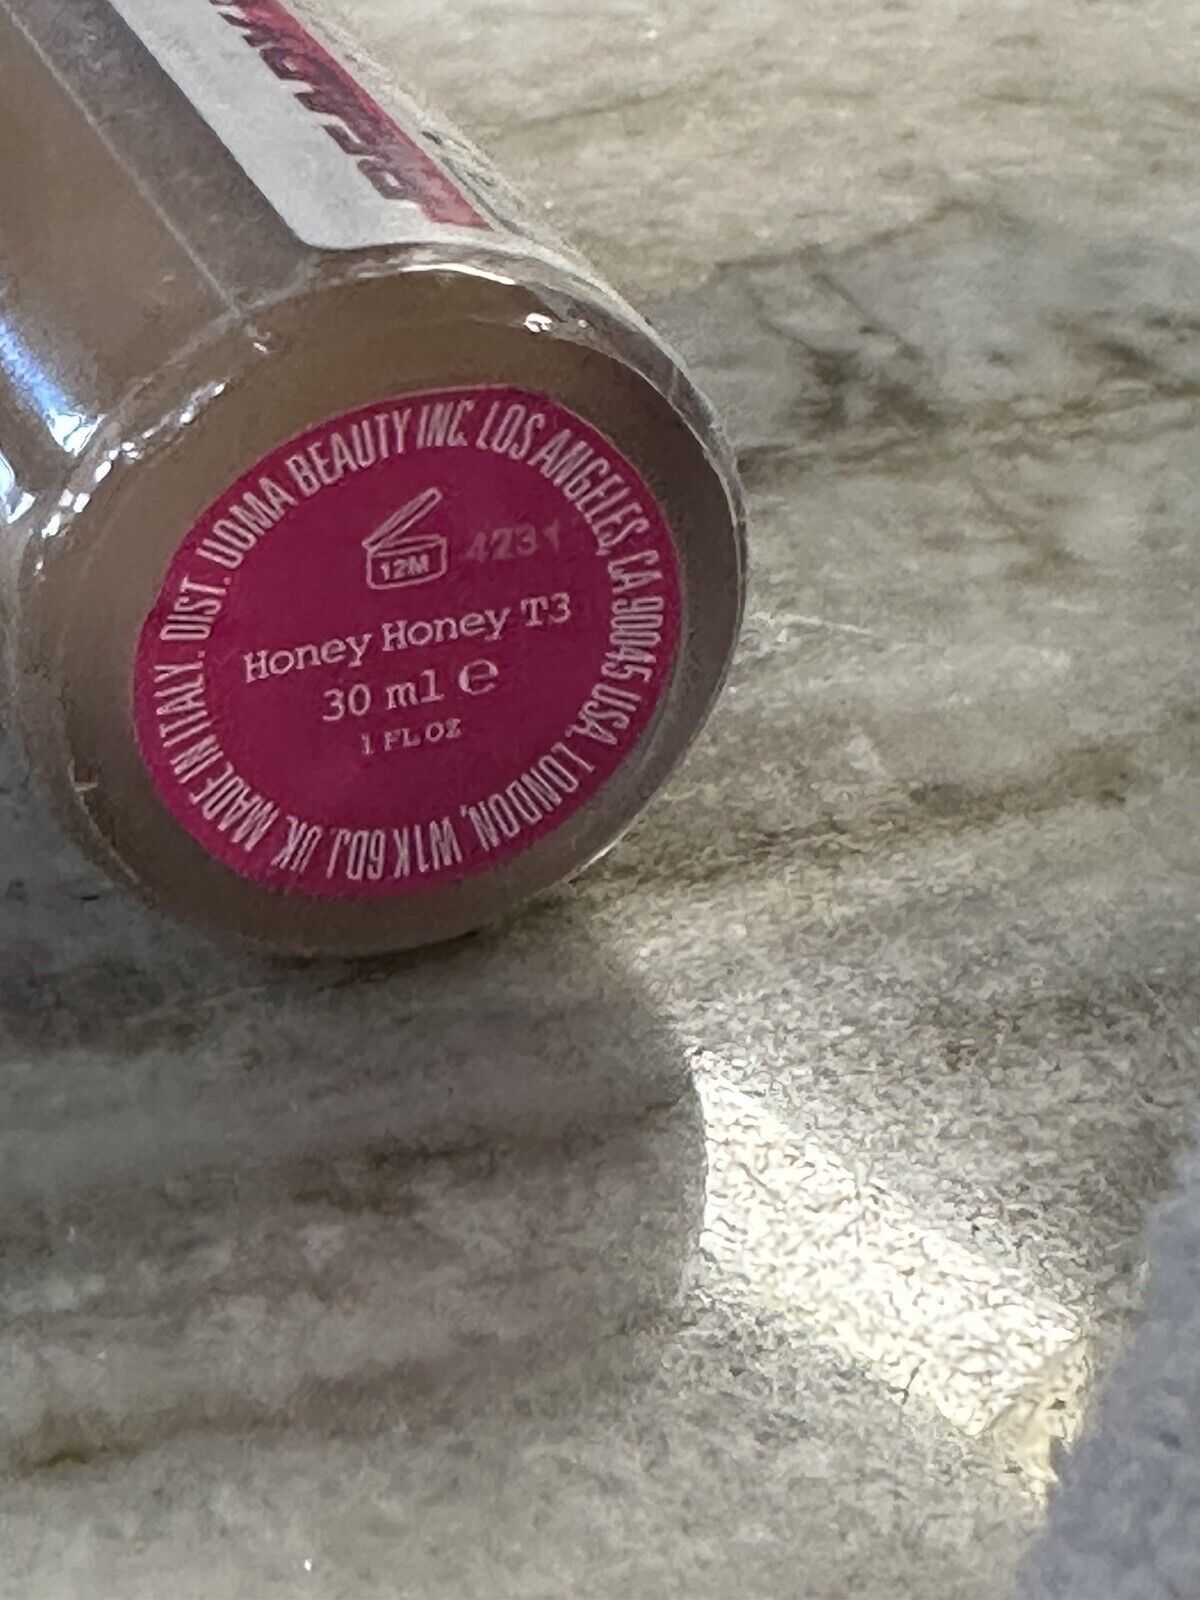 DIST. UOMA BEAUTY INC. LOS ANGELES, CA 90045 USA. LONDON, W1K 6DJ. UK. MADE IN ITALY.
12M 4231
Honey Honey T3
30 ml e
1 FL OZ